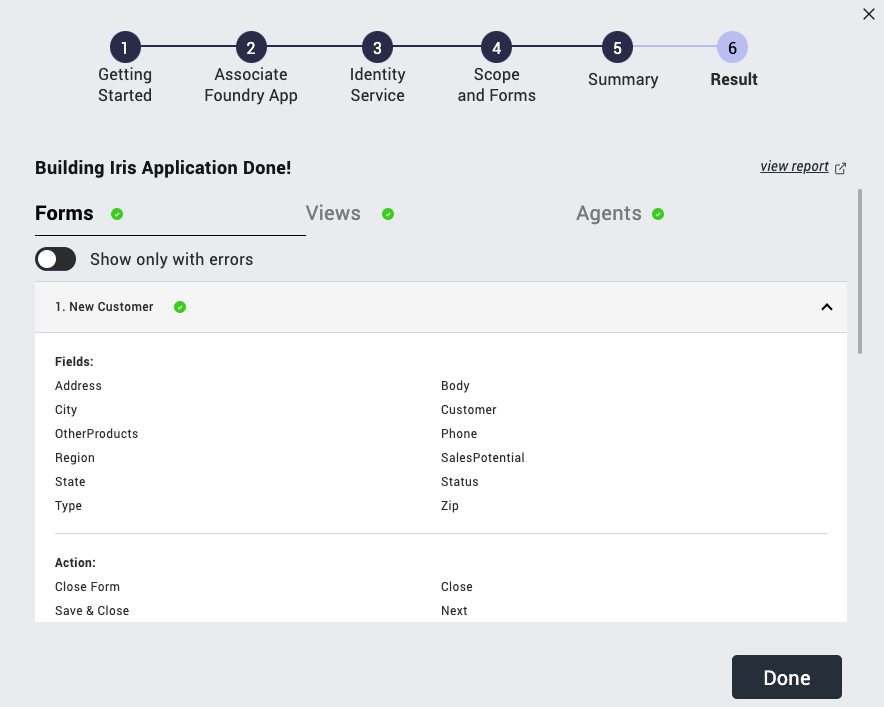 1 2 3 4 5 6
Getting Associate Identity Scope Summary Result
Started Foundry App Service and Forms
Building Iris Application Done! view report
Forms Views Agents
Show only with errors
1. New Customer
Fields:
Address Body
City Customer
OtherProducts Phone
Region SalesPotential
State Status
Type Zip
Action:
Close Form Close
Save & Close Next
Done